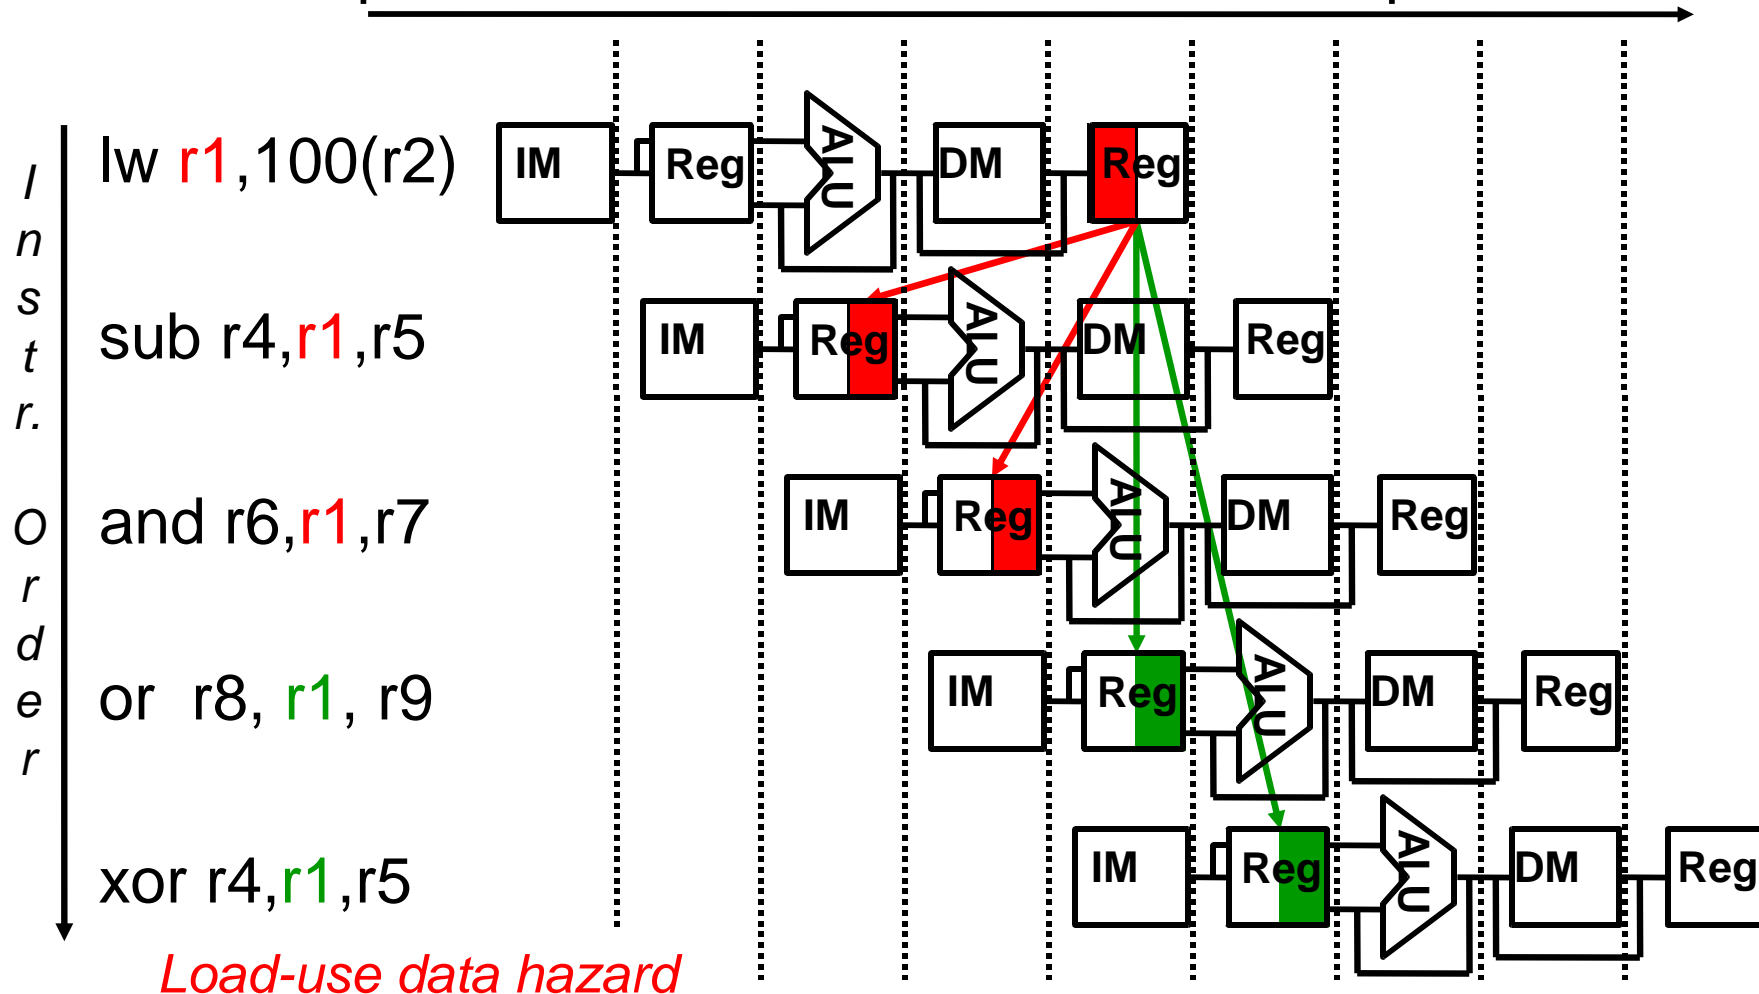 lw r1,100(r2)
IM Reg ALU DM Reg
sub r4,r1,r5
IM Reg ALU DM Reg
and r6,r1,r7
IM Reg ALU DM Reg
or r8, r1, r9
IM Reg ALU DM Reg
xor r4,r1,r5
IM Reg ALU DM Reg
Instr. Order
Load-use data hazard